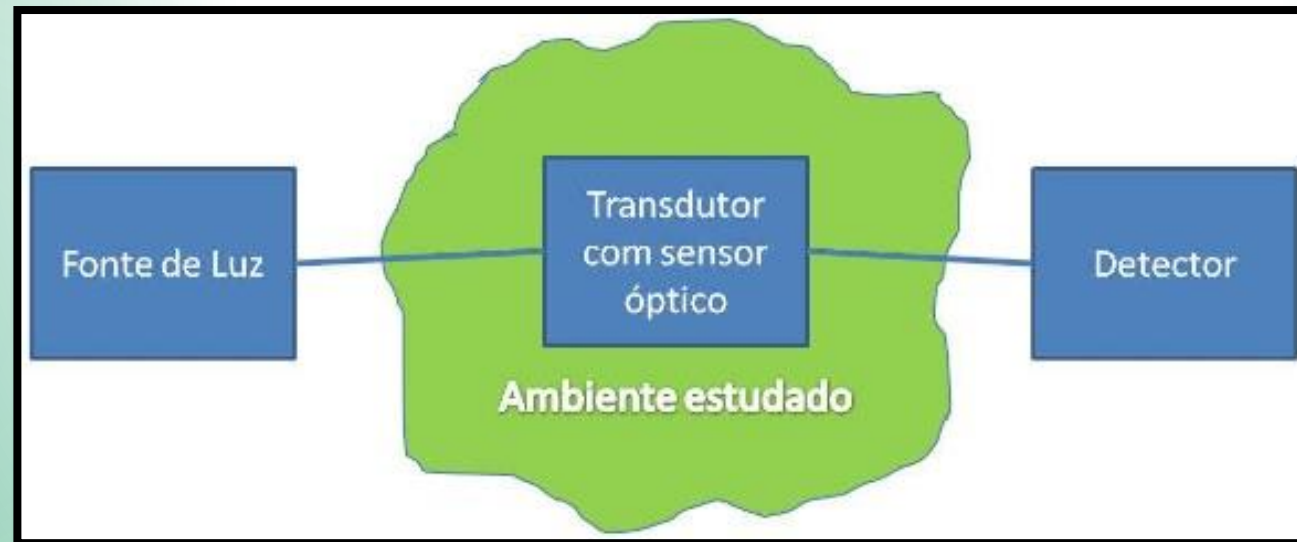 Fonte de Luz
Transdutor
com sensor
óptico
Detector
Ambiente estudado